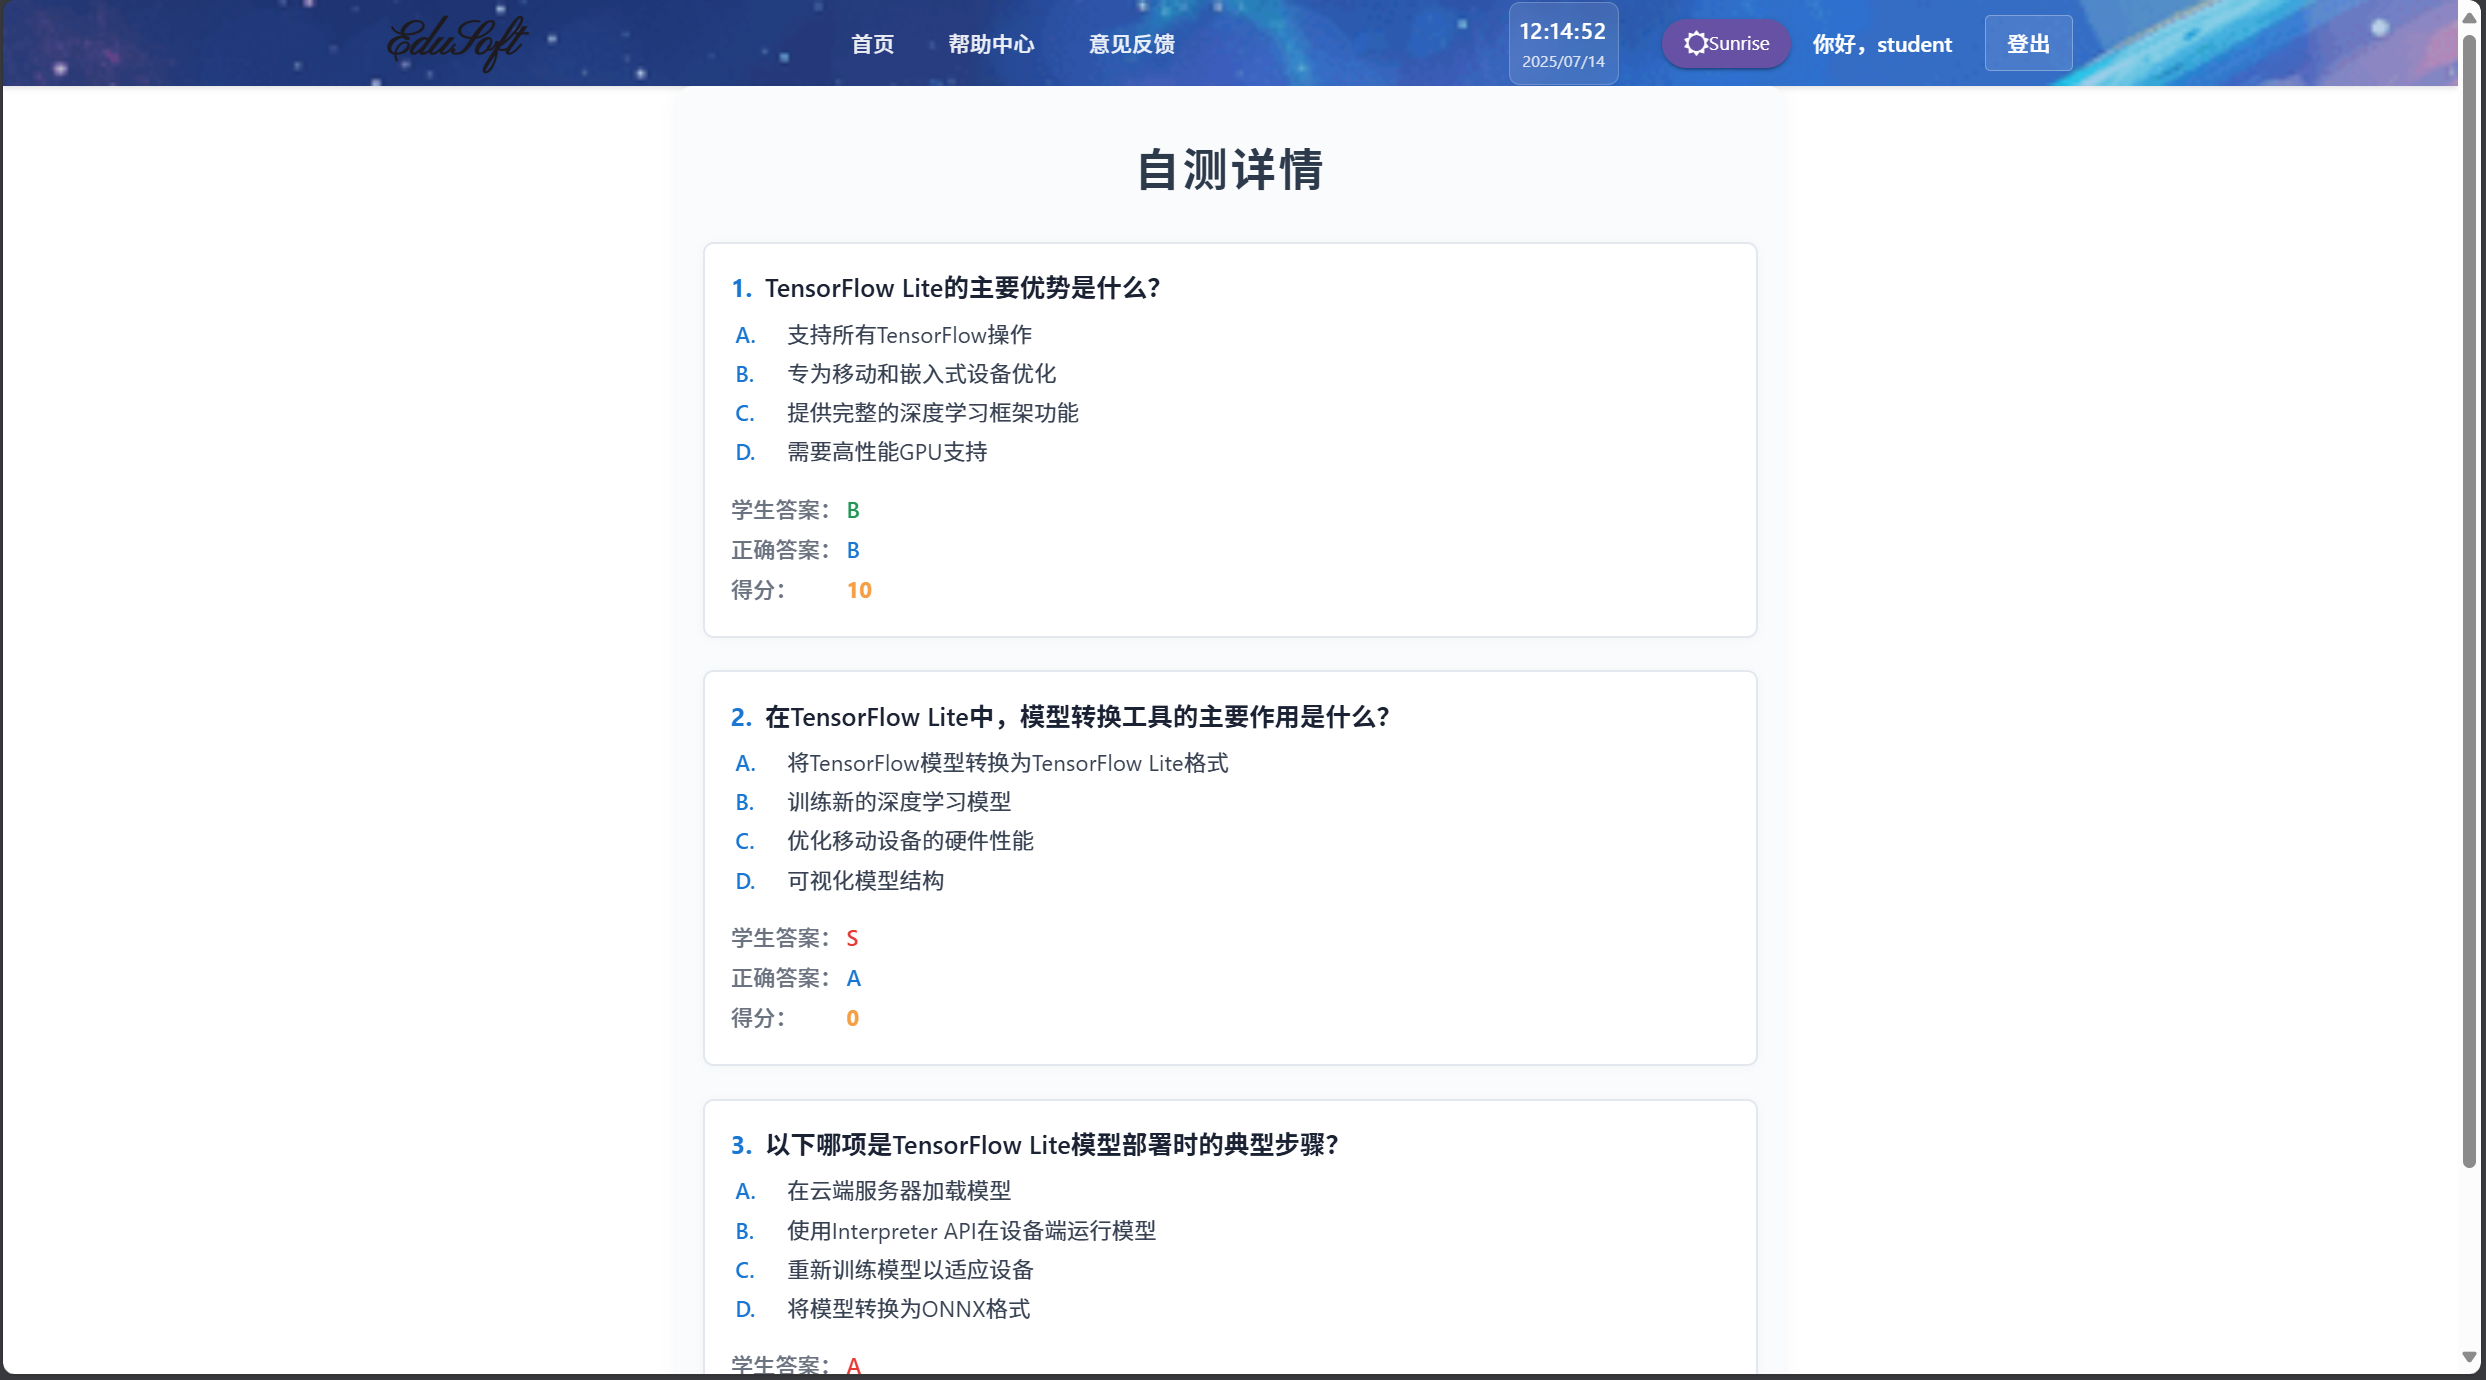 EduSoft
首页 帮助中心 意见反馈
12:14:52
2025/07/14
Sunrise
你好，student
登出
自测详情
1. TensorFlow Lite的主要优势是什么？
A. 支持所有TensorFlow操作
B. 专为移动和嵌入式设备优化
C. 提供完整的深度学习框架功能
D. 需要高性能GPU支持
学生答案： B
正确答案： B
得分： 10
2. 在TensorFlow Lite中，模型转换工具的主要作用是什么？
A. 将TensorFlow模型转换为TensorFlow Lite格式
B. 训练新的深度学习模型
C. 优化移动设备的硬件性能
D. 可视化模型结构
学生答案： S
正确答案： A
得分： 0
3. 以下哪项是TensorFlow Lite模型部署时的典型步骤？
A. 在云端服务器加载模型
B. 使用Interpreter API在设备端运行模型
C. 重新训练模型以适应设备
D. 将模型转换为ONNX格式
学生答案： A